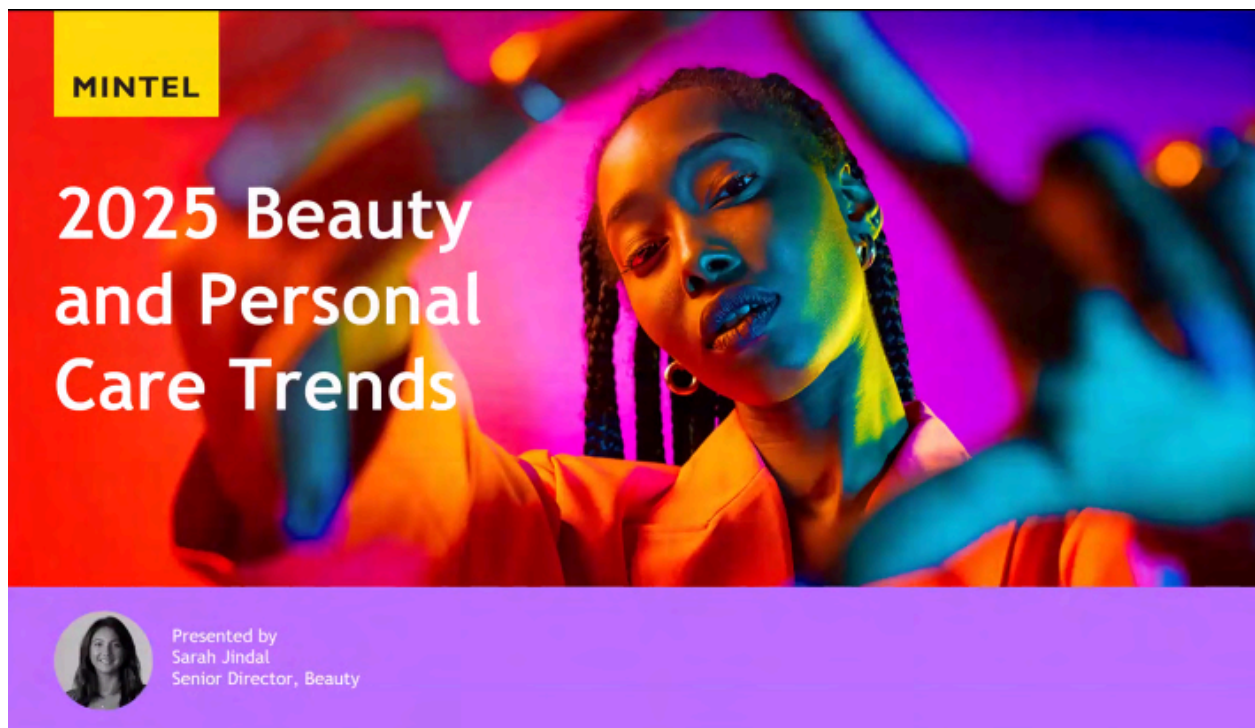 MINTEL
2025 Beauty
and Personal
Care Trends
Presented by
Sarah Jindal
Senior Director, Beauty